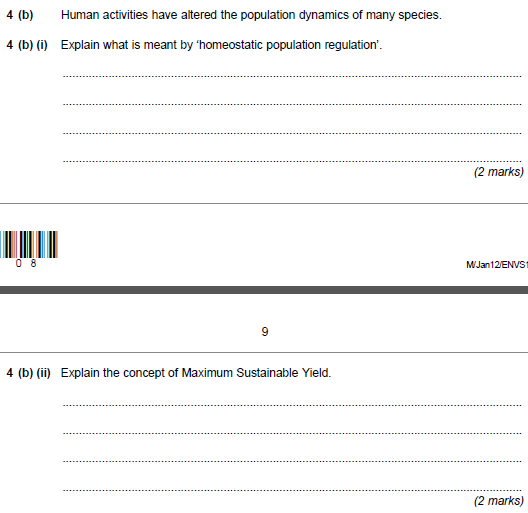 4 (b) Human activities have altered the population dynamics of many species.
4 (b) (i) Explain what is meant by ‘homeostatic population regulation’.
(2 marks)
0 8
M/Jan12/ENVS1
9
4 (b) (ii) Explain the concept of Maximum Sustainable Yield.
(2 marks)